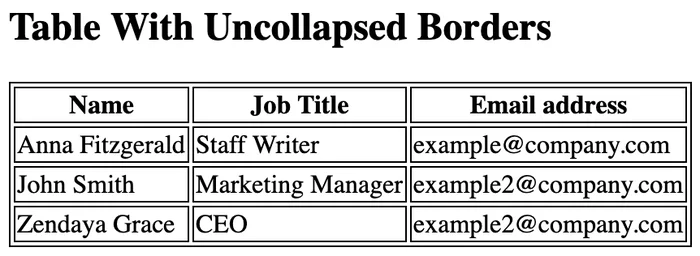 Table With Uncollapsed Borders
Name Job Title Email address
Anna Fitzgerald Staff Writer example@company.com
John Smith Marketing Manager example2@company.com
Zendaya Grace CEO example2@company.com